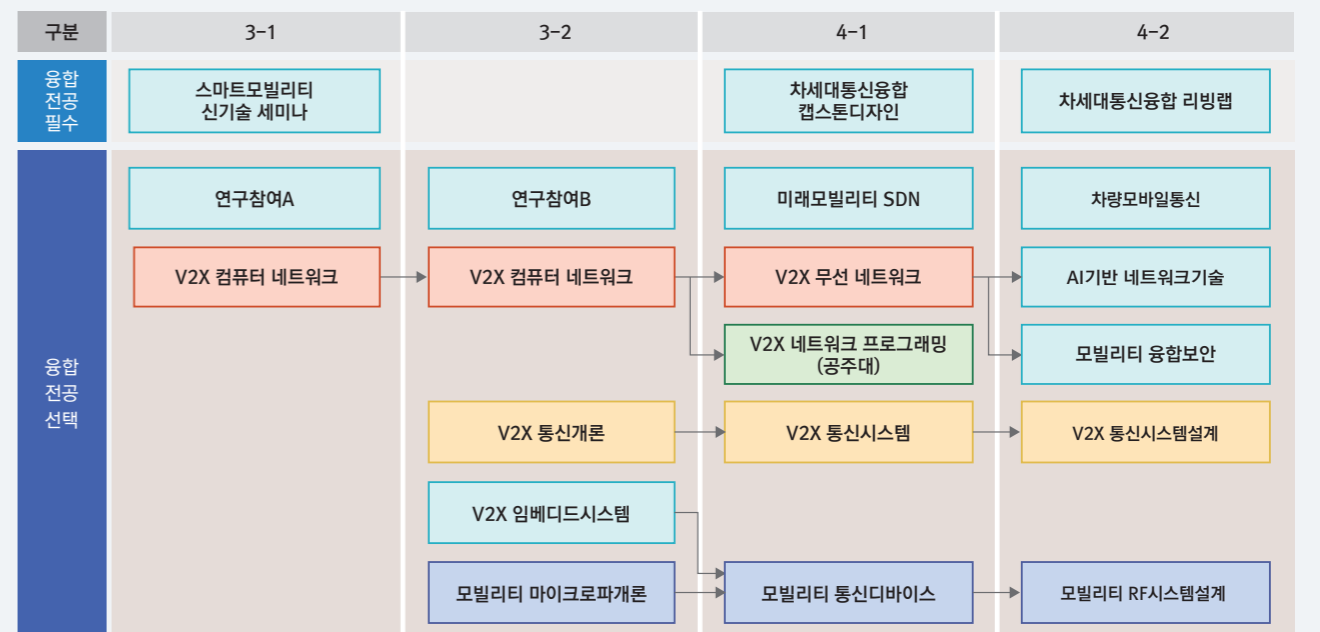 구분 3-1 3-2 4-1 4-2
융합
전공
필수
스마트모빌리티
신기술 세미나
차세대통신융합
캡스톤디자인
차세대통신융합 리빙랩
융합
전공
선택
연구참여A 연구참여B 미래모빌리티 SDN 차량모바일통신
V2X 컴퓨터 네트워크 V2X 컴퓨터 네트워크 V2X 무선 네트워크 AI기반 네트워크기술
V2X 네트워크 프로그래밍
(공주대)
모빌리티 융합보안
V2X 통신개론 V2X 통신시스템 V2X 통신시스템설계
V2X 임베디드시스템
모빌리티 마이크로파개론 모빌리티 통신디바이스 모빌리티 RF시스템설계